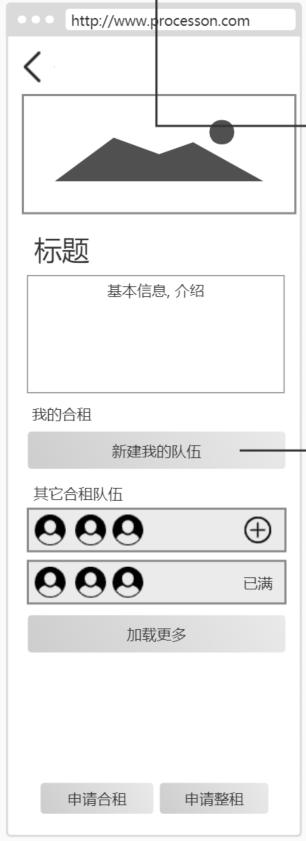 http://www.processon.com
标题
基本信息, 介绍
我的合租
新建我的队伍
其它合租队伍
已满
加载更多
申请合租 申请整租